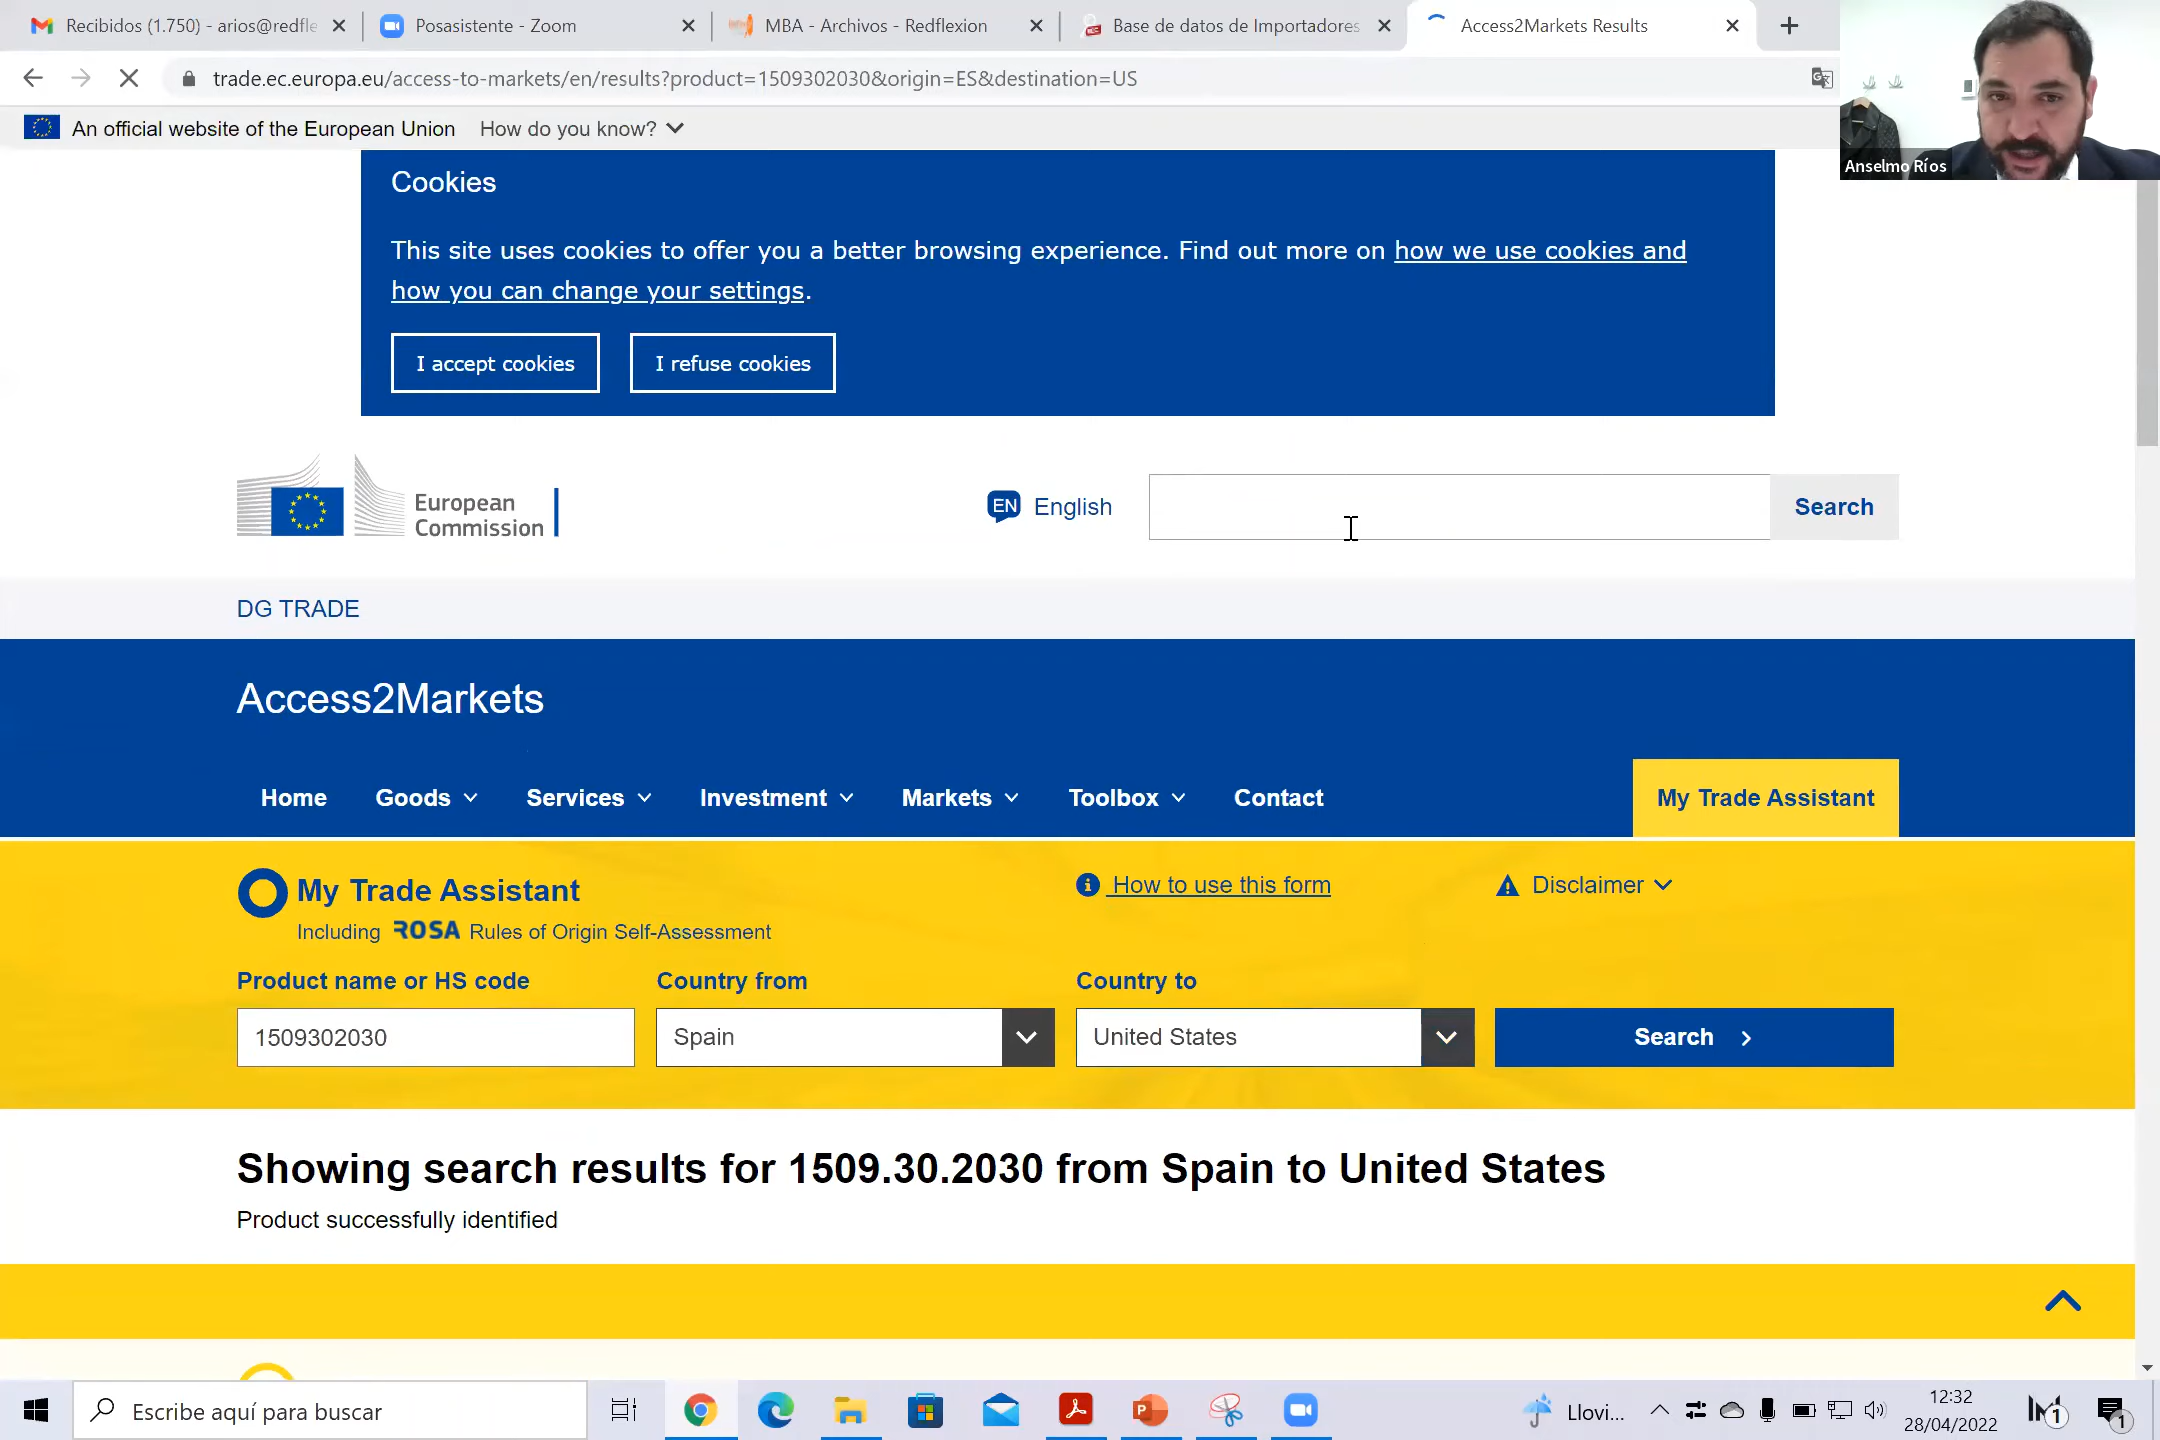 Recibidos (1.750) - arios@redfle
Posasistente - Zoom
MBA - Archivos - Redflexion
Base de datos de Importadores
Access2Markets Results
trade.ec.europa.eu/access-to-markets/en/results?product=1509302030&origin=ES&destination=US
An official website of the European Union How do you know?
Anselmo Ríos
Cookies
This site uses cookies to offer you a better browsing experience. Find out more on how we use cookies and
how you can change your settings.
I accept cookies
I refuse cookies
European
Commission
EN English
Search
DG TRADE
Access2Markets
Home Goods Services Investment Markets Toolbox Contact My Trade Assistant
My Trade Assistant
How to use this form
Disclaimer
Including ROSA Rules of Origin Self-Assessment
Product name or HS code
Country from
Country to
1509302030
Spain
United States
Search
Showing search results for 1509.30.2030 from Spain to United States
Product successfully identified
Escribe aquí para buscar
Llovi...
12:32
28/04/2022
1
1